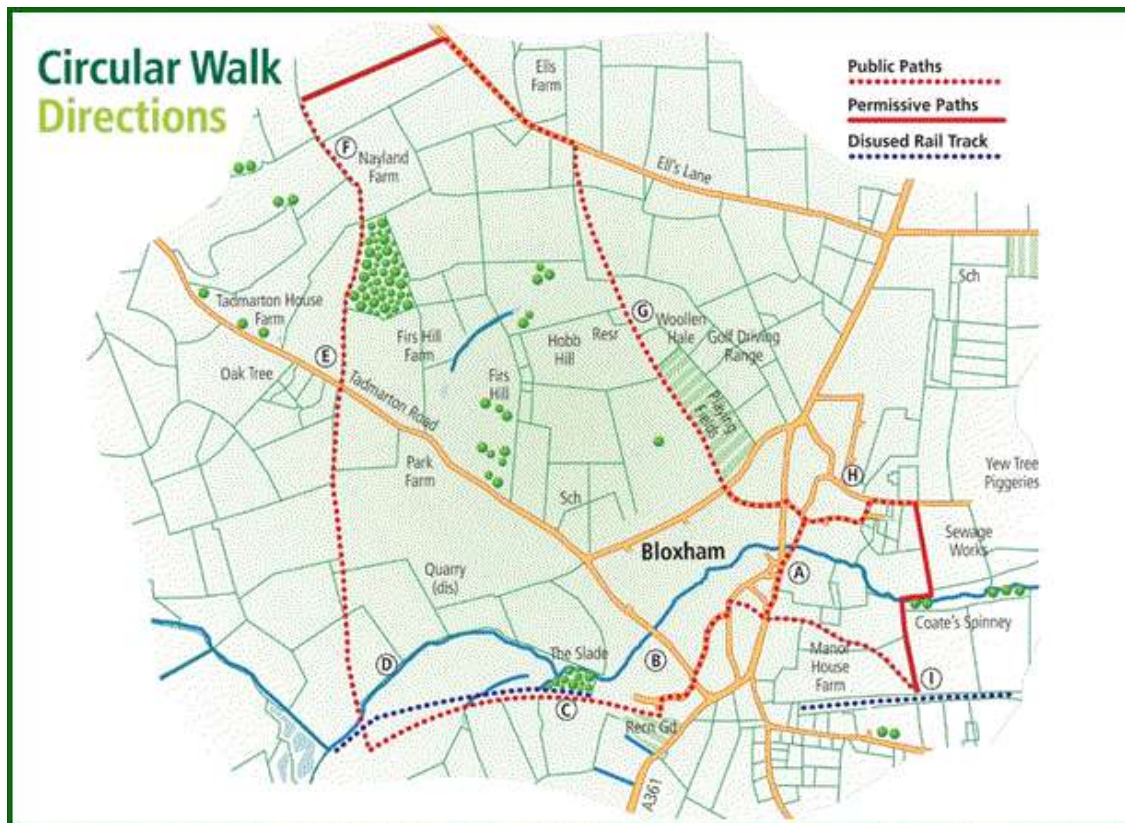 Circular Walk
Directions
Public Paths
Permissive Paths
Disused Rail Track
Ells
Farm
F
Nayland
Farm
Ell's Lane
Sch
Tadmarton House
Farm
G
Woollen
Hale
Golf Driving
Range
Resr
Hobb
Hill
Firs Hill
Farm
E
Oak Tree
Tadmarton Road
Firs
Hill
Playing
Fields
Park
Farm
H
Yew Tree
Piggeries
Sch
Sewage
Works
Bloxham
A
Quarry
(dis)
Coate's Spinney
The Slade
B
D
Manor
House
Farm
I
C
Recn Gd
A361